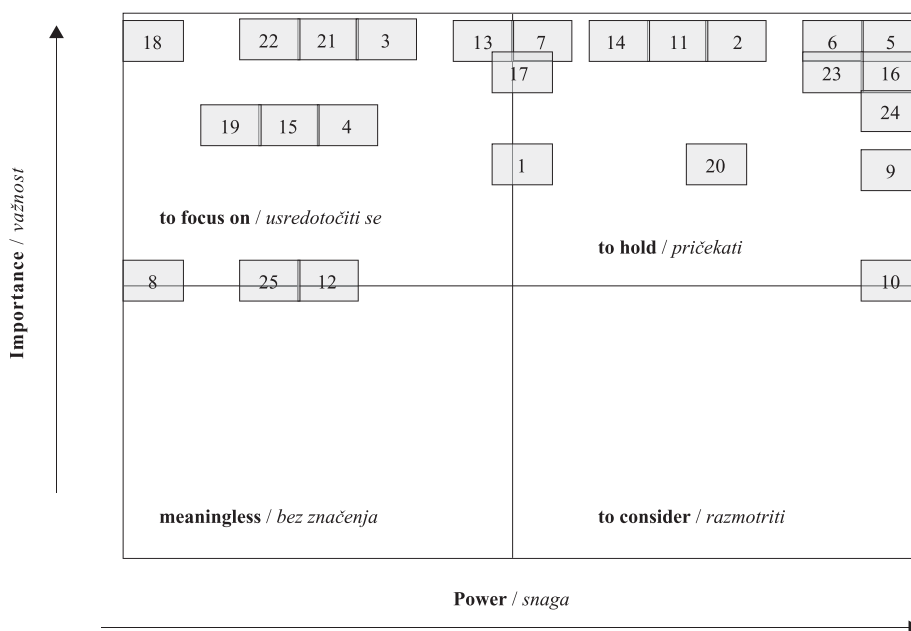 18 22 21 3 13 7 14 11 2 6 5
17 23 16
24
19 15 4
1 20 9
to focus on / usredotočiti se
to hold / pričekati
8 25 12 10
Importance / važnost
meaningless / bez značenja
to consider / razmotriti
Power / snaga